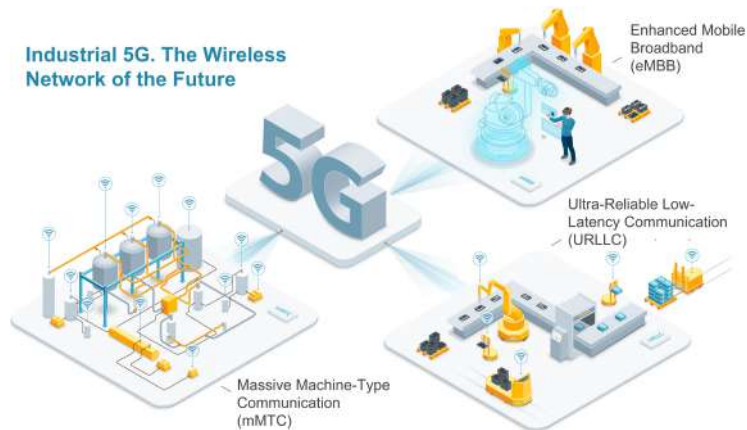 Industrial 5G. The Wireless
Network of the Future
Enhanced Mobile
Broadband
(eMBB)
5G
Ultra-Reliable Low-
Latency Communication
(URLLC)
Massive Machine-Type
Communication
(mMTC)